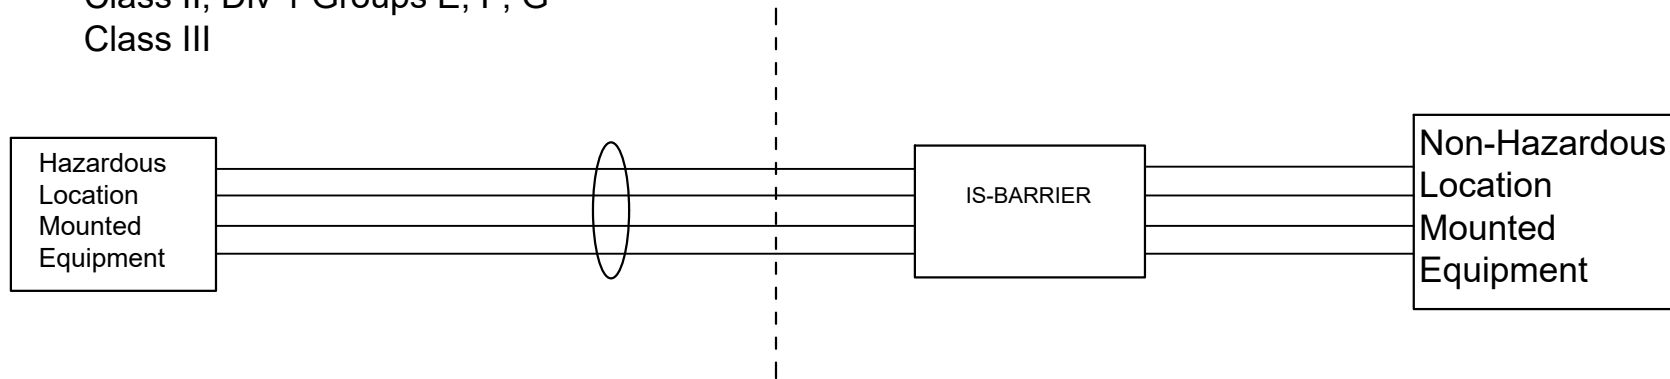 Class II, Div 1 Groups E, F, G
Class III
Hazardous
Location
Mounted
Equipment
IS-BARRIER
Non-Hazardous
Location
Mounted
Equipment